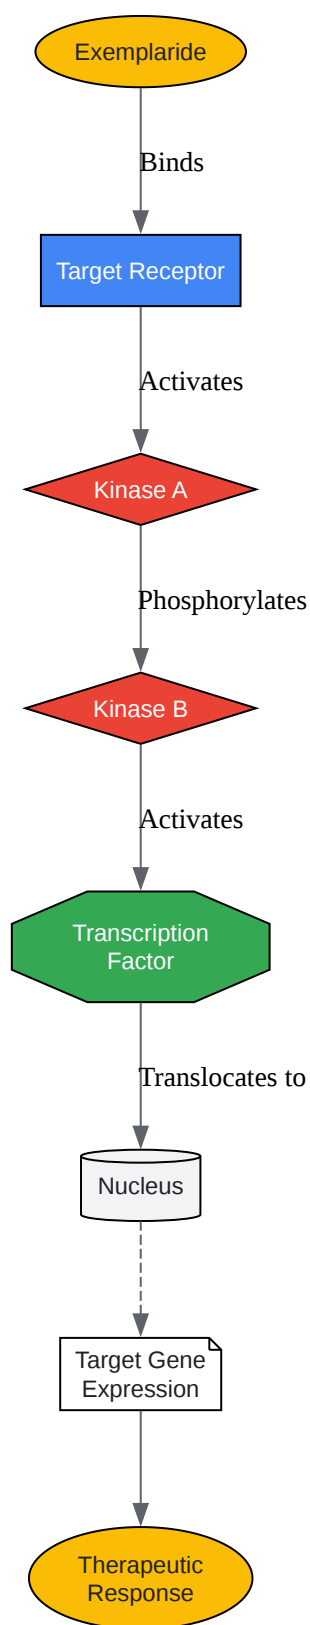 Exemplaride
Binds
Target Receptor
Activates
Kinase A
Phosphorylates
Kinase B
Activates
Transcription
Factor
Translocates to
Nucleus
Target Gene
Expression
Therapeutic
Response